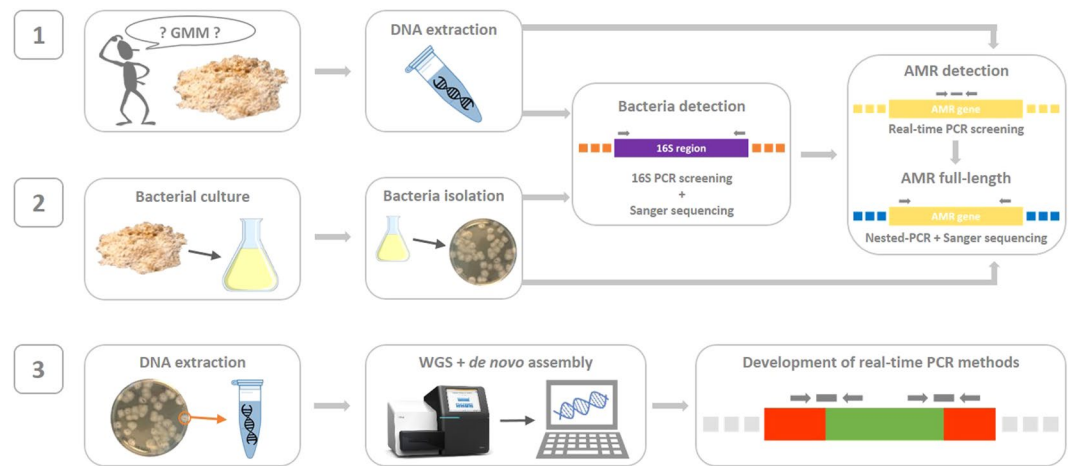 1
? GMM ?
DNA extraction
Bacteria detection
16S region
16S PCR screening
+
Sanger sequencing
AMR detection
AMR gene
Real-time PCR screening
AMR full-length
AMR gene
Nested-PCR + Sanger sequencing
2
Bacterial culture
Bacteria isolation
3
DNA extraction
WGS + de novo assembly
Development of real-time PCR methods